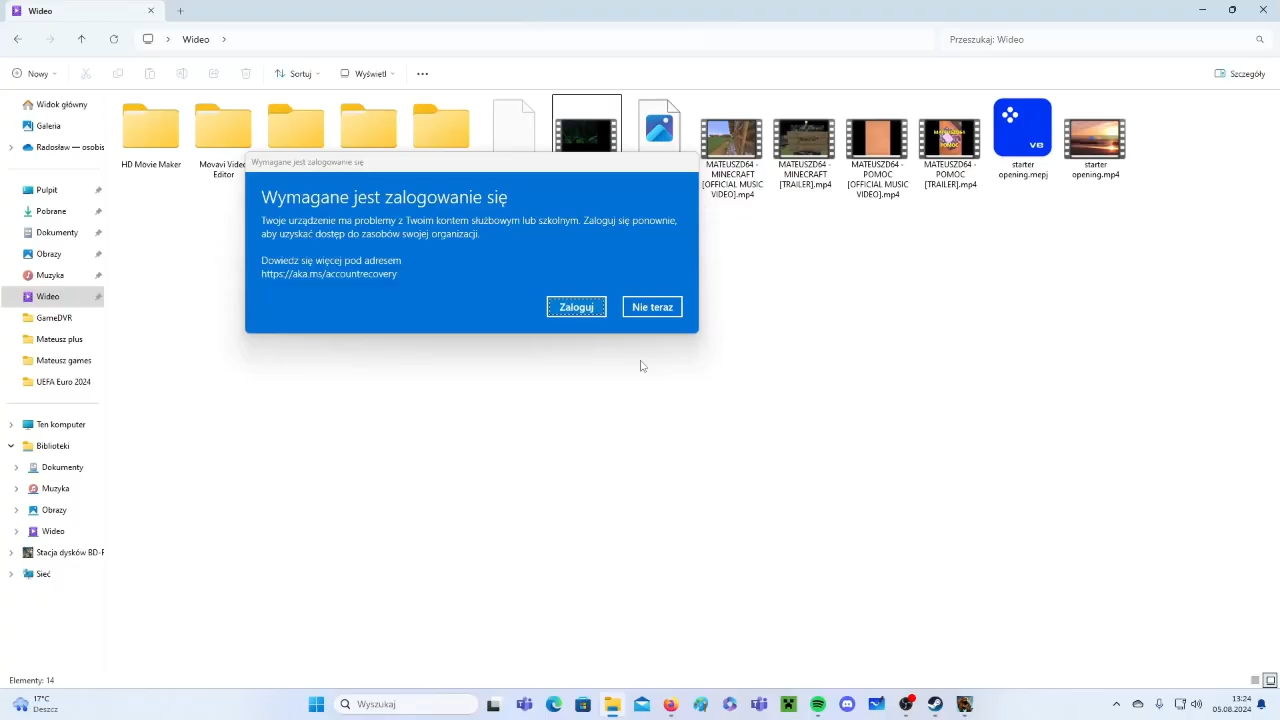 Wideo
Wideo
Przeszukaj: Wideo
Nowy
Sortuj
Wyświetl
Szczegóły
Widok główny
Galeria
Radosław — osobis
Pulpit
Pobrane
Dokumenty
Obrazy
Muzyka
Wideo
GameDVR
Mateusz plus
Mateusz games
UEFA Euro 2024
Ten komputer
Biblioteki
Dokumenty
Muzyka
Obrazy
Wideo
Stacja dysków BD-R
Sieć
HD Movie Maker
Movavi Video
Editor
MATEUSZD64 -
MINECRAFT
[OFFICIAL MUSIC
VIDEO].mp4
MATEUSZD64 -
MINECRAFT
[TRAILER].mp4
MATEUSZD64 -
POMOC
[OFFICIAL MUSIC
VIDEO].mp4
MATEUSZD64
POMOC
MATEUSZD64 -
POMOC
[TRAILER].mp4
starter
opening.mepj
starter
opening.mp4
Wymagane jest zalogowanie się
Wymagane jest zalogowanie się
Twoje urządzenie ma problemy z Twoim kontem służbowym lub szkolnym. Zaloguj się ponownie,
aby uzyskać dostęp do zasobów swojej organizacji.
Dowiedz się więcej pod adresem
https://aka.ms/accountrecovery
Zaloguj
Nie teraz
Elementy: 14
17°C
Deszcz
Wyszukaj
13:24
05.08.2024